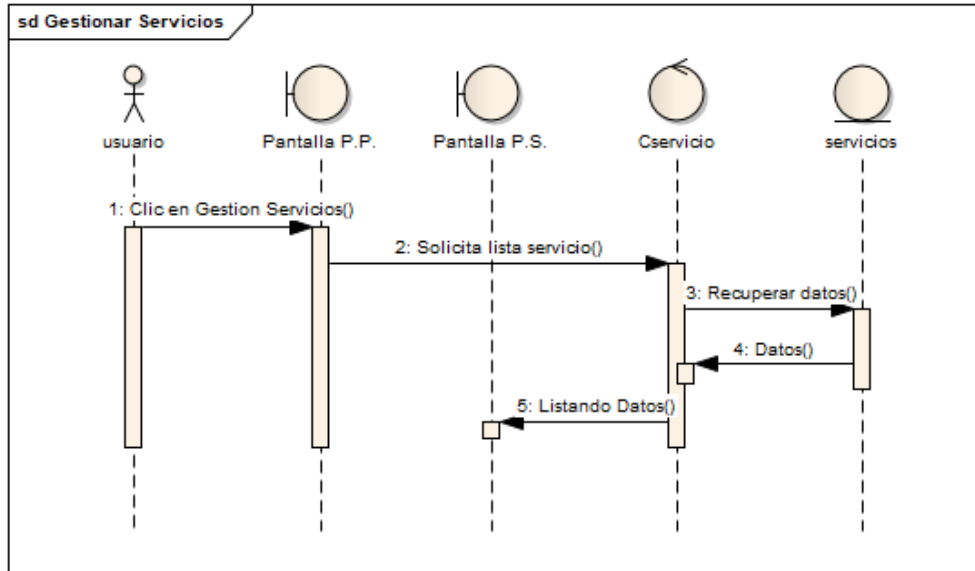 sd Gestionar Servicios
usuario
Pantalla P.P.
Pantalla P.S.
Cservicio
servicios
1: Clic en Gestion Servicios()
2: Solicita lista servicio()
3: Recuperar datos()
4: Datos()
5: Listando Datos()